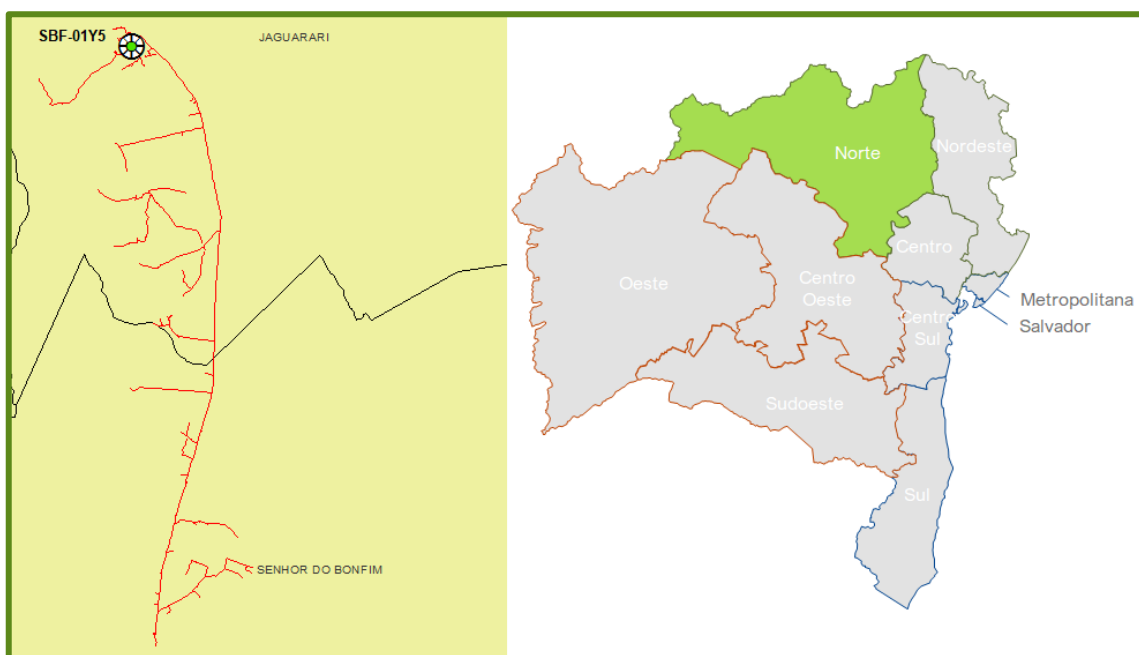 SBF-01Y5
JAGUARARI
SENHOR DO BONFIM
Norte
Nordeste
Centro
Oeste
Centro
Oeste
Metropolitana
Salvador
Centro
Sul
Sudoeste
Sul